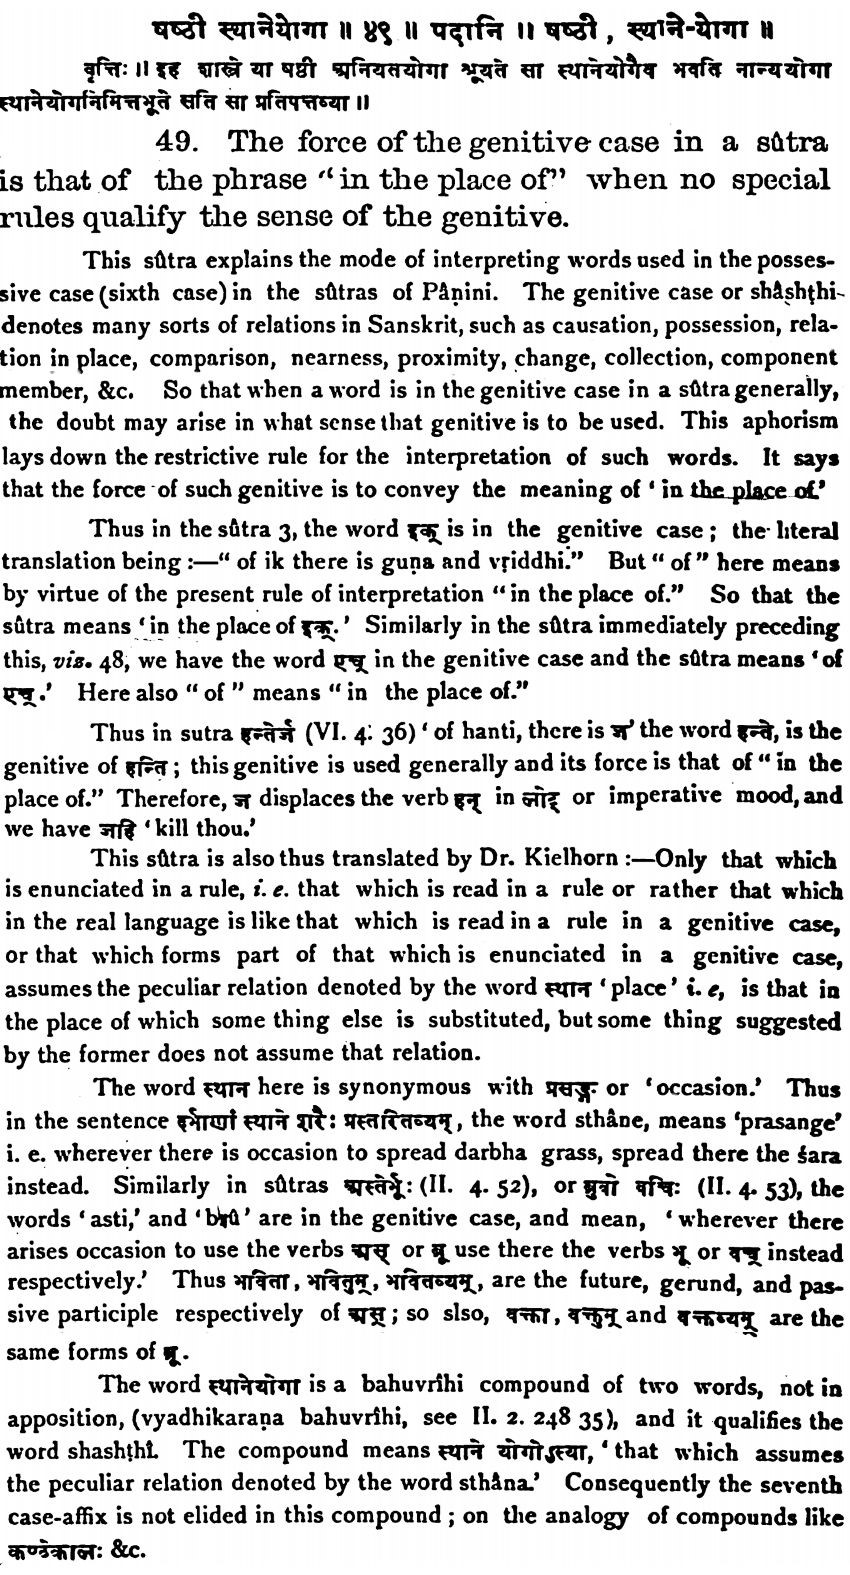 षष्ठी स्थानेयोगा ॥ ४९ ॥ पदानि ॥ षष्ठी , स्थाने-योगा ॥
वृत्तिः ॥ इह शास्त्रे या षष्ठी अनियतयोगा श्रूयते सा स्थानेयोगैव भवति नान्ययोगा
स्थानेयोगनिमित्तभूते सति सा प्रतिपत्तव्या ॥
49. The force of the genitive case in a sûtra
is that of the phrase “in the place of” when no special
rules qualify the sense of the genitive.
This sûtra explains the mode of interpreting words used in the posses-
sive case (sixth case) in the sûtras of Pâṇini. The genitive case or shâshṭhi-
denotes many sorts of relations in Sanskrit, such as causation, possession, rela-
tion in place, comparison, nearness, proximity, change, collection, component
member, &c. So that when a word is in the genitive case in a sûtra generally,
the doubt may arise in what sense that genitive is to be used. This aphorism
lays down the restrictive rule for the interpretation of such words. It says
that the force of such genitive is to convey the meaning of ‘in the place of.’
Thus in the sûtra 3, the word इक् is in the genitive case; the literal
translation being :—“of ik there is guṇa and vṛiddhi.” But “of” here means
by virtue of the present rule of interpretation “in the place of.” So that the
sûtra means ‘in the place of इक्.’ Similarly in the sûtra immediately preceding
this, viz. 48, we have the word एच् in the genitive case and the sûtra means ‘of
एच्.’ Here also “of” means “in the place of.”
Thus in sutra हन्तेर्ज (VI. 4. 36) ‘of hanti, there is ज’ the word हन्ते, is the
genitive of हन्ति; this genitive is used generally and its force is that of “in the
place of.” Therefore, ज displaces the verb हन् in लोट् or imperative mood, and
we have जहि ‘kill thou.’
This sûtra is also thus translated by Dr. Kielhorn :—Only that which
is enunciated in a rule, i. e. that which is read in a rule or rather that which
in the real language is like that which is read in a rule in a genitive case,
or that which forms part of that which is enunciated in a genitive case,
assumes the peculiar relation denoted by the word स्थान ‘place’ i. e, is that in
the place of which some thing else is substituted, but some thing suggested
by the former does not assume that relation.
The word स्थान here is synonymous with प्रसङ्ग or ‘occasion.’ Thus
in the sentence दर्भाणां स्थाने शरैः प्रस्तरितव्यम्, the word sthâne, means ‘prasange’
i. e. wherever there is occasion to spread darbha grass, spread there the śara
instead. Similarly in sûtras अस्तेर्भूः (II. 4. 52), or ब्रुवो वचिः (II. 4. 53), the
words ‘asti,’ and ‘brû’ are in the genitive case, and mean, ‘wherever there
arises occasion to use the verbs अस् or ब्रू use there the verbs भू or वच् instead
respectively.’ Thus भविता, भवितुम्, भवितव्यम्, are the future, gerund, and pas-
sive participle respectively of अस्; so slso, वक्ता, वक्तुम् and वक्तव्यम् are the
same forms of ब्रू.
The word स्थानेयोगा is a bahuvrîhi compound of two words, not in
apposition, (vyadhikaraṇa bahuvrîhi, see II. 2. 248 35), and it qualifies the
word shashṭhî. The compound means स्थाने योगोऽस्या, ‘that which assumes
the peculiar relation denoted by the word sthâna.’ Consequently the seventh
case-affix is not elided in this compound; on the analogy of compounds like
कण्ठेकालः &c.